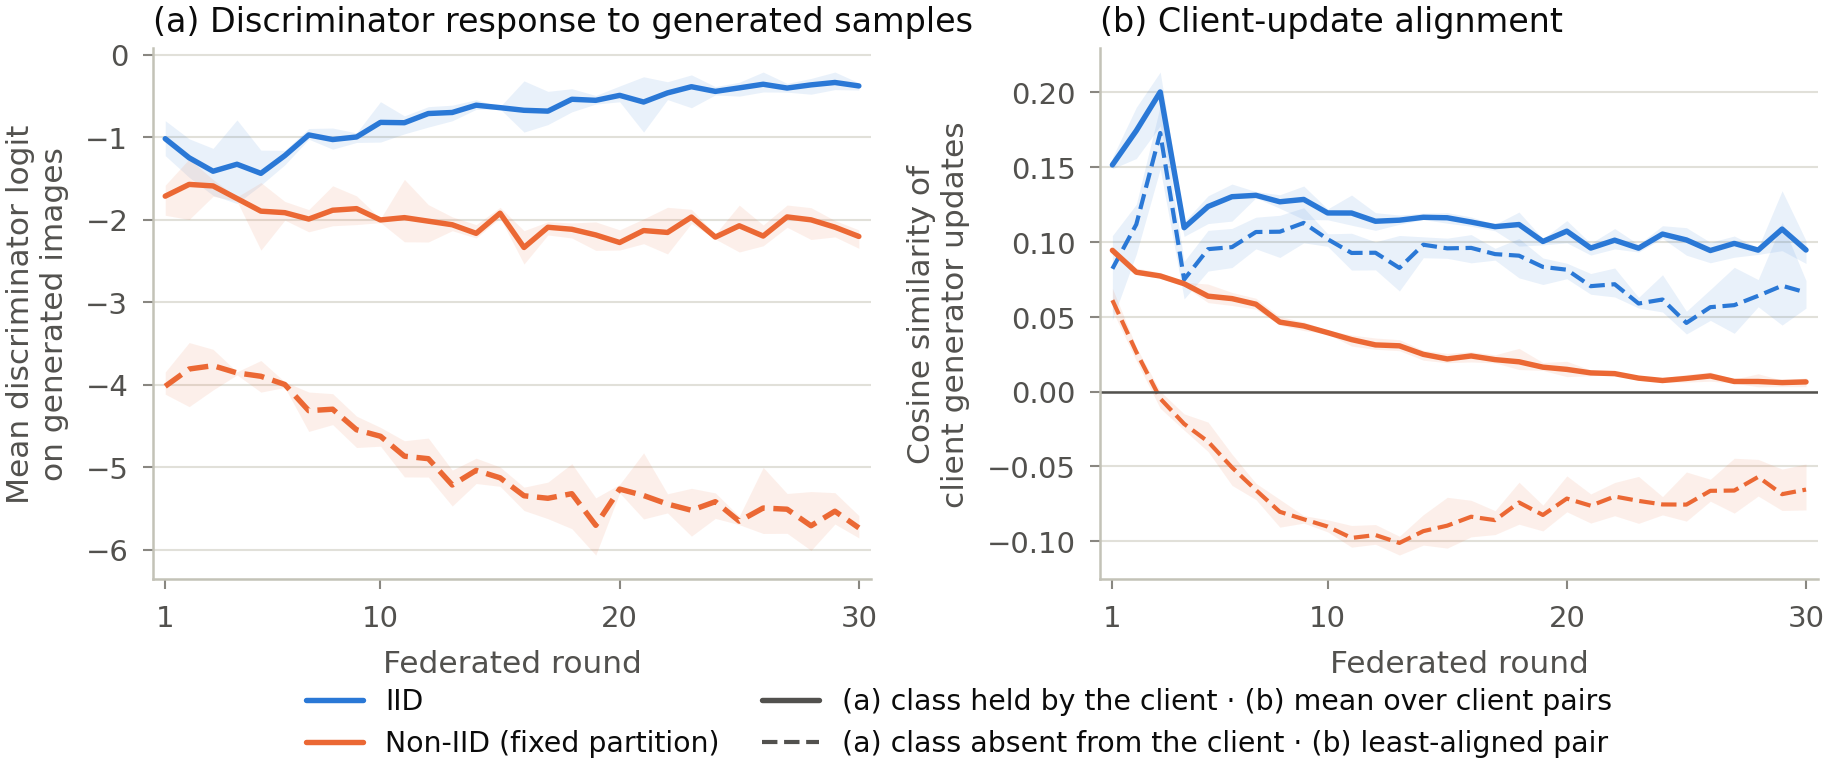 (a) Discriminator response to generated samples
Mean discriminator logit
on generated images
0
−1
−2
−3
−4
−5
−6
1
10
20
30
Federated round
(b) Client-update alignment
Cosine similarity of
client generator updates
0.20
0.15
0.10
0.05
0.00
−0.05
−0.10
1
10
20
30
Federated round
IID
Non-IID (fixed partition)
(a) class held by the client · (b) mean over client pairs
(a) class absent from the client · (b) least-aligned pair